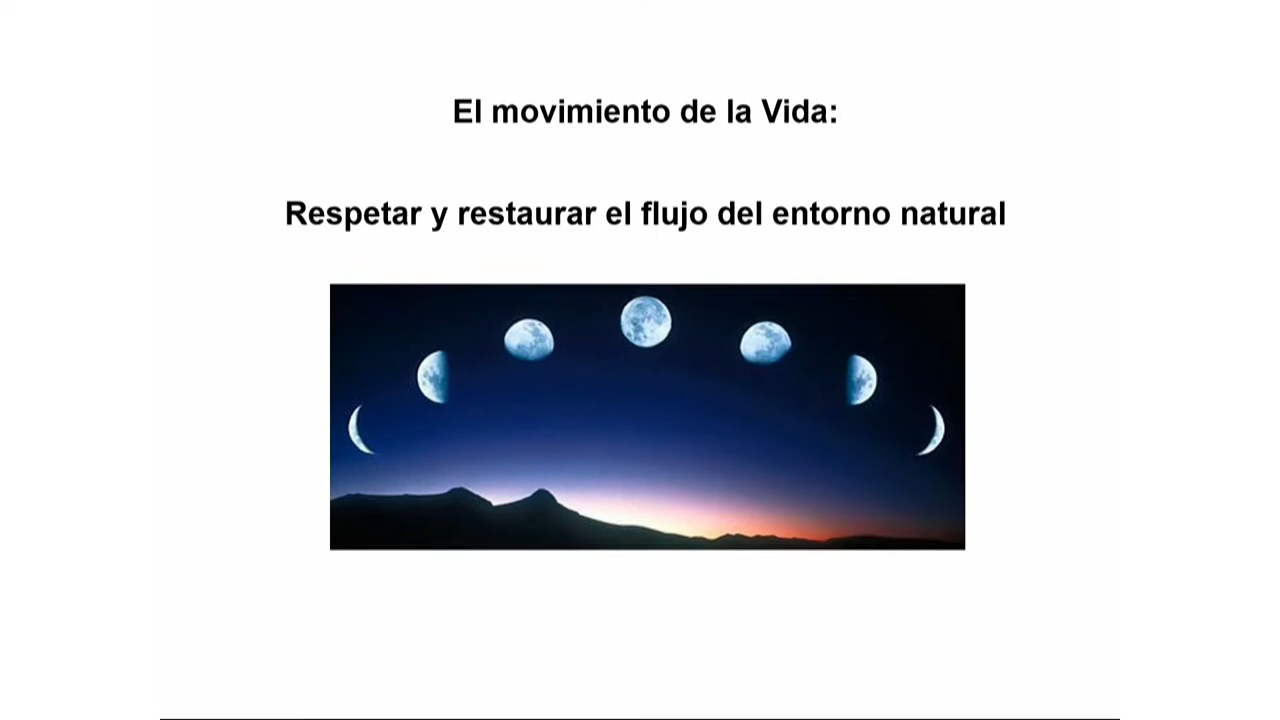 El movimiento de la Vida:
Respetar y restaurar el flujo del entorno natural